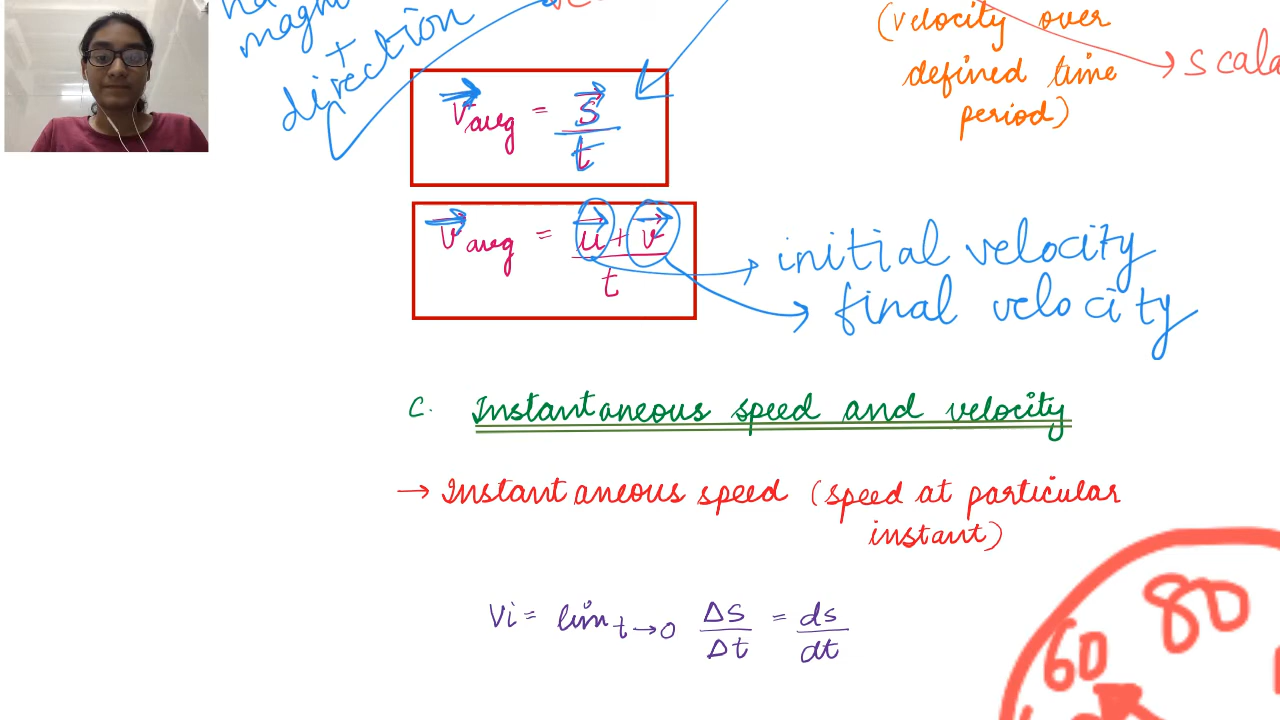 magn
+
direction
(velocity over
defined time
period)
v⃗avg = s⃗/t
v⃗avg = u⃗ + v⃗/t
initial velocity
final velocity
C. Instantaneous speed and velocity
→ Instantaneous speed (speed at particular
instant)
Vi = lim t→0 Δs/Δt = ds/dt
80
60